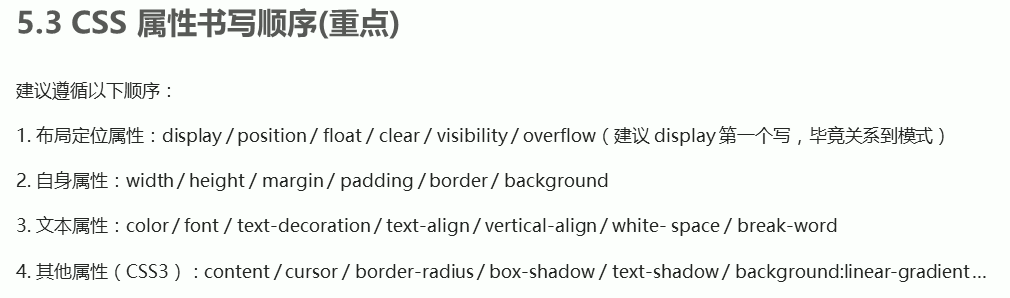 5.3 CSS 属性书写顺序(重点)
建议遵循以下顺序：
1. 布局定位属性：display / position / float / clear / visibility / overflow（建议 display 第一个写，毕竟关系到模式）
2. 自身属性：width / height / margin / padding / border / background
3. 文本属性：color / font / text-decoration / text-align / vertical-align / white- space / break-word
4. 其他属性（CSS3）：content / cursor / border-radius / box-shadow / text-shadow / background:linear-gradient…